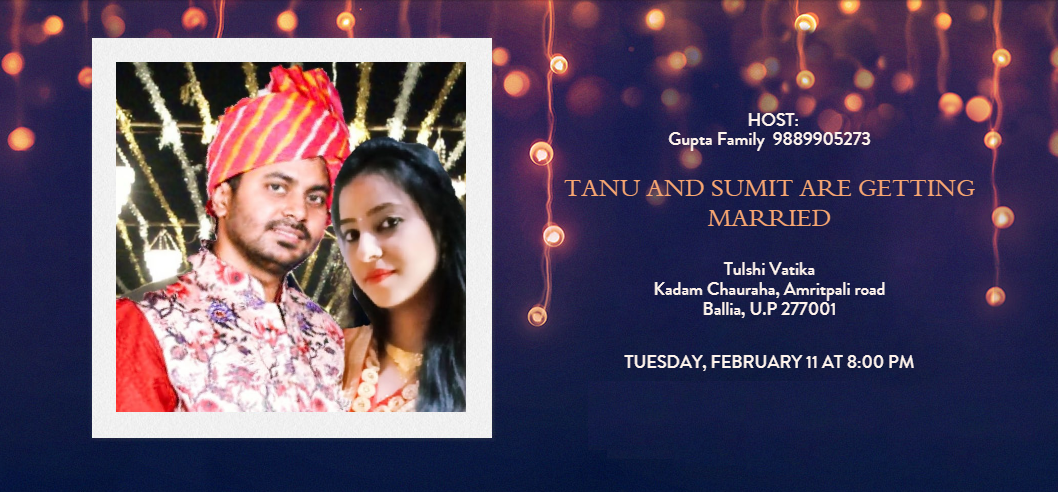 HOST:
Gupta Family 9889905273
TANU AND SUMIT ARE GETTING
MARRIED
Tulshi Vatika
Kadam Chauraha, Amritpali road
Ballia, U.P 277001
TUESDAY, FEBRUARY 11 AT 8:00 PM